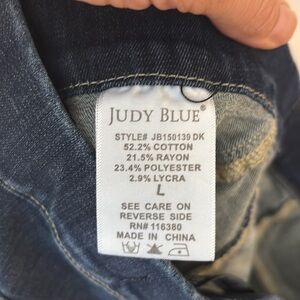 JUDY BLUE®
STYLE# JB150139 DK
52.2% COTTON
21.5% RAYON
23.4% POLYESTER
2.9% LYCRA
L
SEE CARE ON
REVERSE SIDE
RN# 116380
MADE IN CHINA